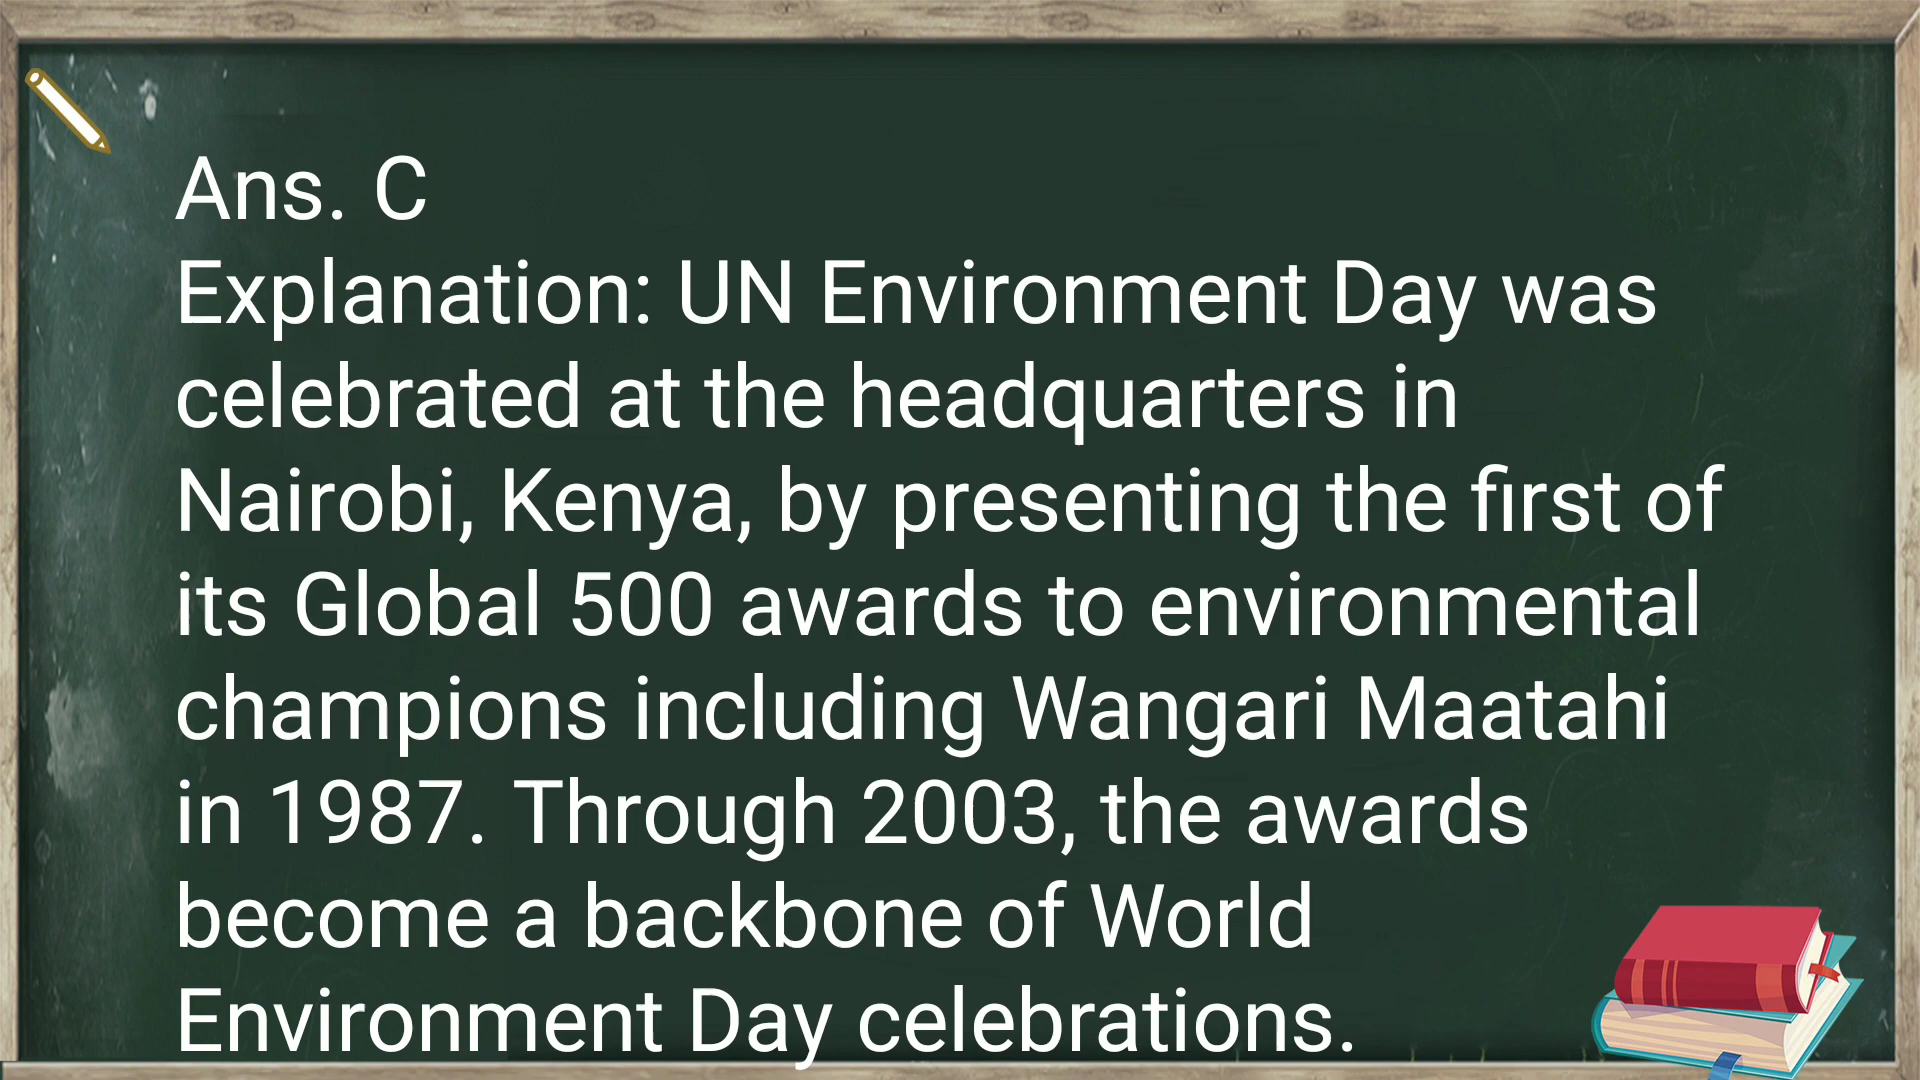 Ans. C
Explanation: UN Environment Day was
celebrated at the headquarters in
Nairobi, Kenya, by presenting the first of
its Global 500 awards to environmental
champions including Wangari Maatahi
in 1987. Through 2003, the awards
become a backbone of World
Environment Day celebrations.